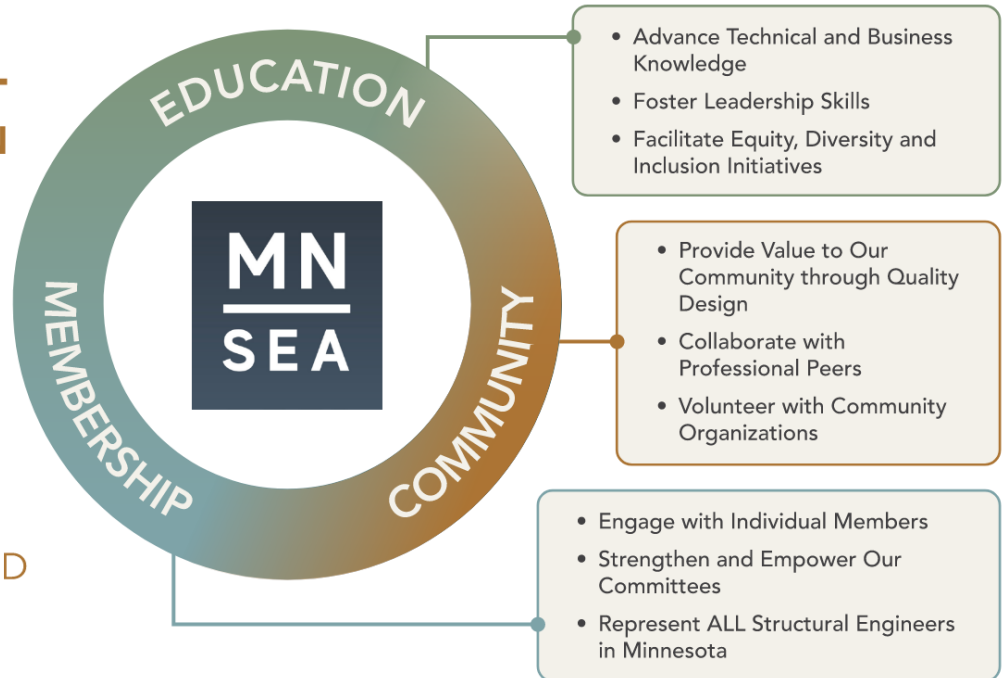 EDUCATION
MEMBERSHIP
COMMUNITY
MN
SEA
• Advance Technical and Business
Knowledge
• Foster Leadership Skills
• Facilitate Equity, Diversity and
Inclusion Initiatives
• Provide Value to Our
Community through Quality
Design
• Collaborate with
Professional Peers
• Volunteer with Community
Organizations
• Engage with Individual Members
• Strengthen and Empower Our
Committees
• Represent ALL Structural Engineers
in Minnesota
D